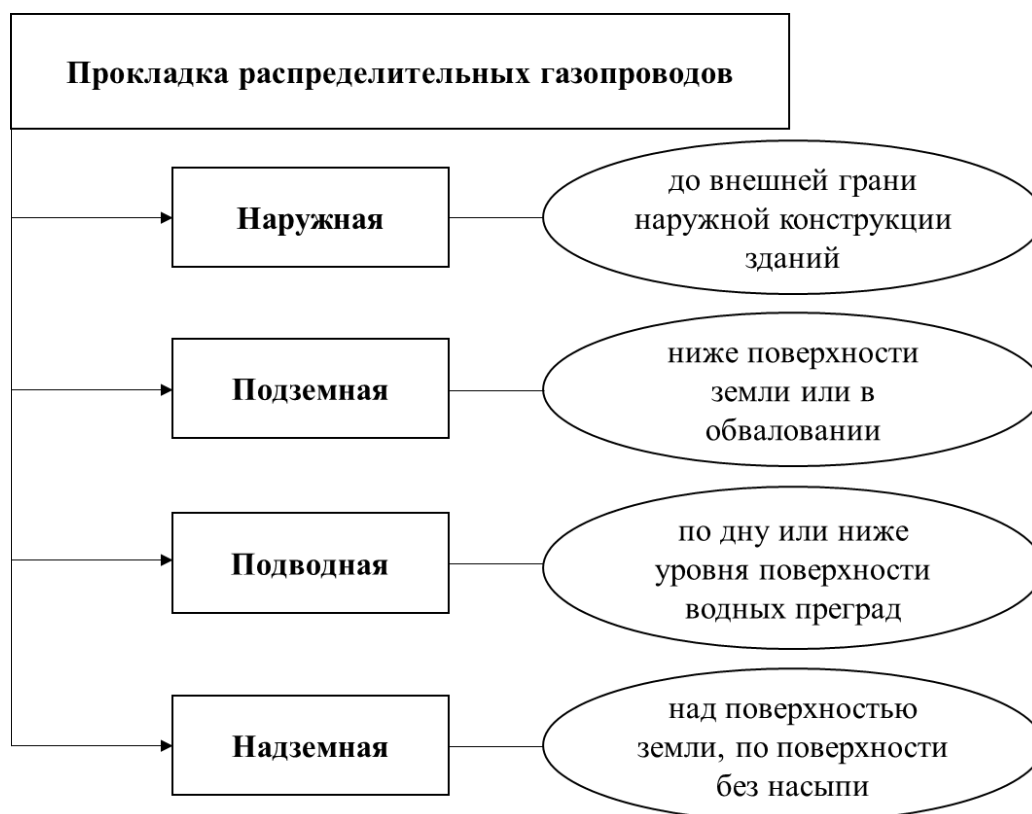 Прокладка распределительных газопроводов
Наружная
до внешней грани
наружной конструкции
зданий
Подземная
ниже поверхности
земли или в
обваловании
Подводная
по дну или ниже
уровня поверхности
водных преград
Надземная
над поверхностью
земли, по поверхности
без насыпи